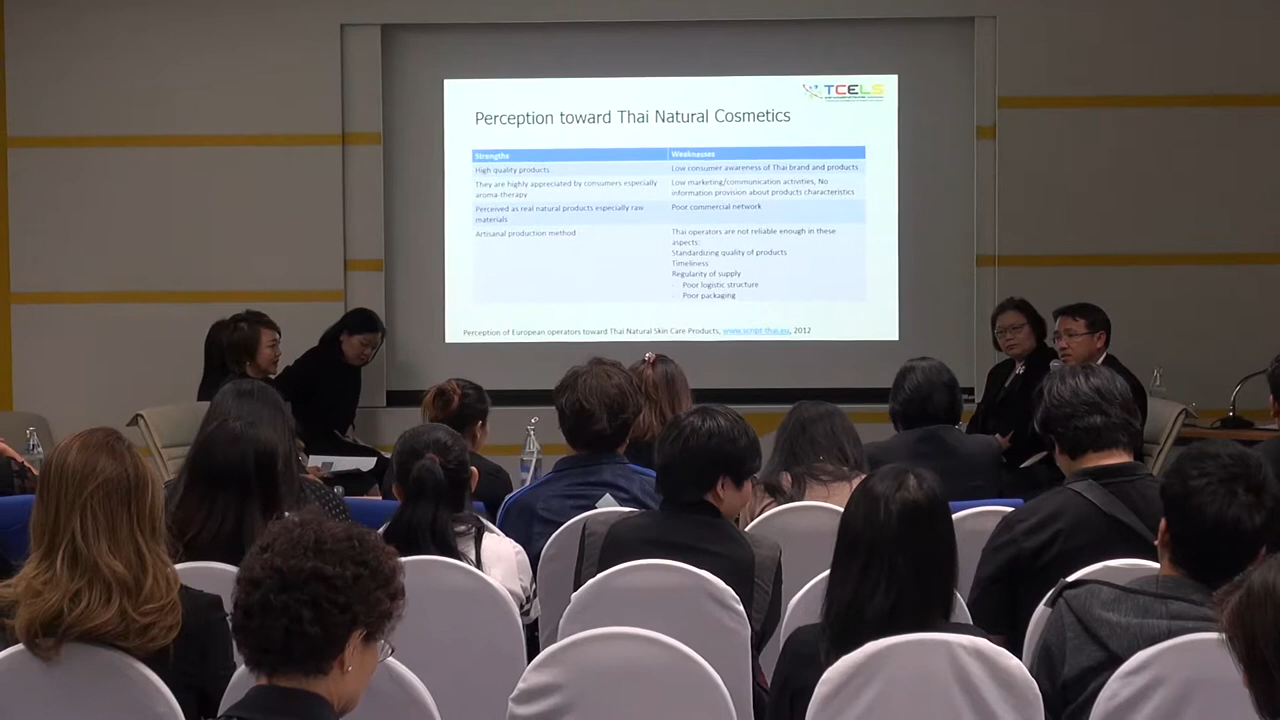 TCELS
Perception toward Thai Natural Cosmetics
Strengths
Weaknesses
High quality products
Low consumer awareness of Thai brand and products
They are highly appreciated by consumers especially
aroma-therapy
Low marketing/communication activities, No
information provision about products characteristics
Perceived as real natural products especially raw
materials
Poor commercial network
Artisanal production method
Thai operators are not reliable enough in these
aspects:
Standardizing quality of products
Timeliness
Regularity of supply
- Poor logistic structure
- Poor packaging
Perception of European operators toward Thai Natural Skin Care Products, www.script-thai.eu, 2012